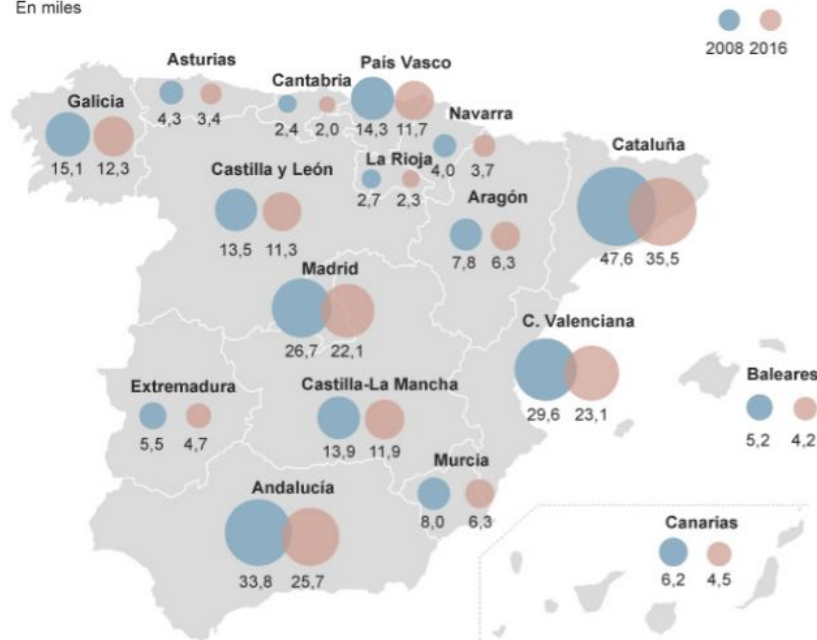 En miles
2008 2016
Asturias
4,3 3,4
Cantabria
2,4 2,0
País Vasco
14,3 11,7
Galicia
15,1 12,3
Navarra
4,0 3,7
La Rioja
2,7 2,3
Castilla y León
13,5 11,3
Aragón
7,8 6,3
Cataluña
47,6 35,5
Madrid
26,7 22,1
C. Valenciana
29,6 23,1
Extremadura
5,5 4,7
Castilla-La Mancha
13,9 11,9
Baleares
5,2 4,2
Murcia
8,0 6,3
Andalucía
33,8 25,7
Canarias
6,2 4,5